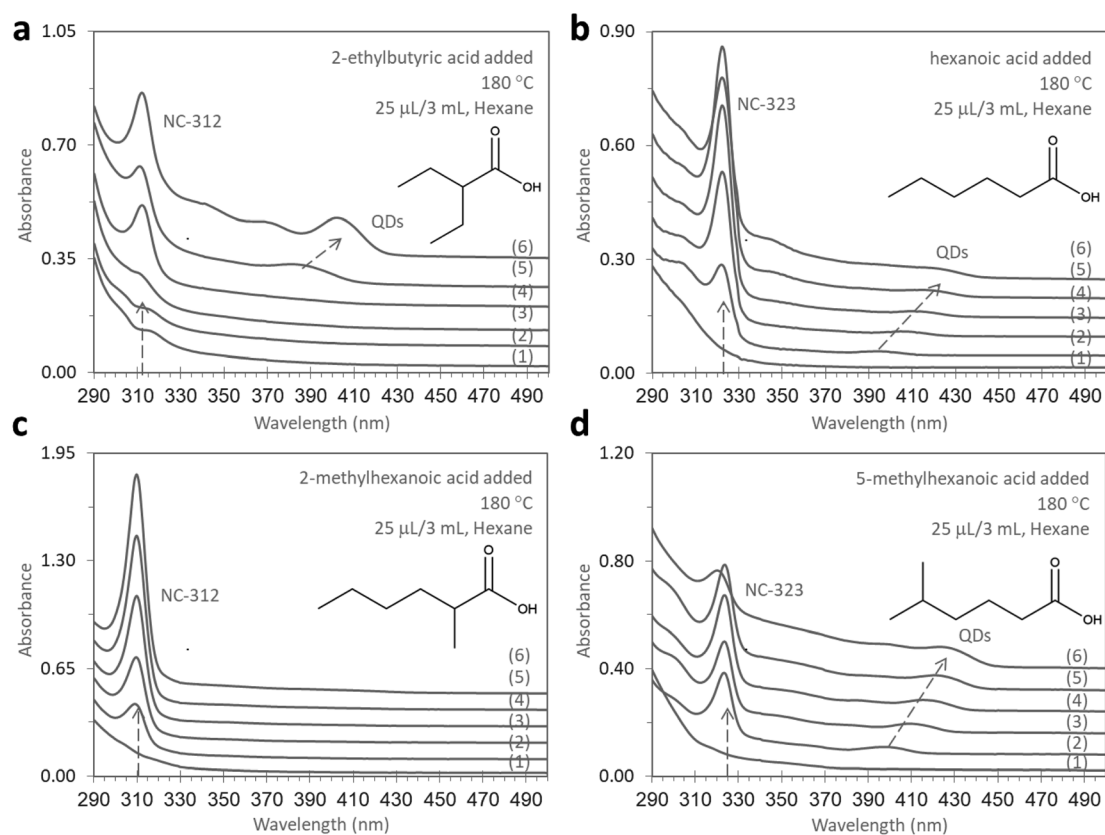 a
1.05
0.70
0.35
0.00
Absorbance
2-ethylbutyric acid added
180 °C
25 μL/3 mL, Hexane
NC-312
O
OH
QDs
(6)
(5)
(4)
(3)
(2)
(1)
290 310 330 350 370 390 410 430 450 470 490
Wavelength (nm)
b
0.90
0.60
0.30
0.00
Absorbance
hexanoic acid added
180 °C
25 μL/3 mL, Hexane
NC-323
O
OH
QDs
(6)
(5)
(4)
(3)
(2)
(1)
290 310 330 350 370 390 410 430 450 470 490
Wavelength (nm)
c
1.95
1.30
0.65
0.00
Absorbance
2-methylhexanoic acid added
180 °C
25 μL/3 mL, Hexane
NC-312
O
OH
(6)
(5)
(4)
(3)
(2)
(1)
290 310 330 350 370 390 410 430 450 470 490
Wavelength (nm)
d
1.20
0.80
0.40
0.00
Absorbance
5-methylhexanoic acid added
180 °C
25 μL/3 mL, Hexane
NC-323
O
OH
QDs
(6)
(5)
(4)
(3)
(2)
(1)
290 310 330 350 370 390 410 430 450 470 490
Wavelength (nm)